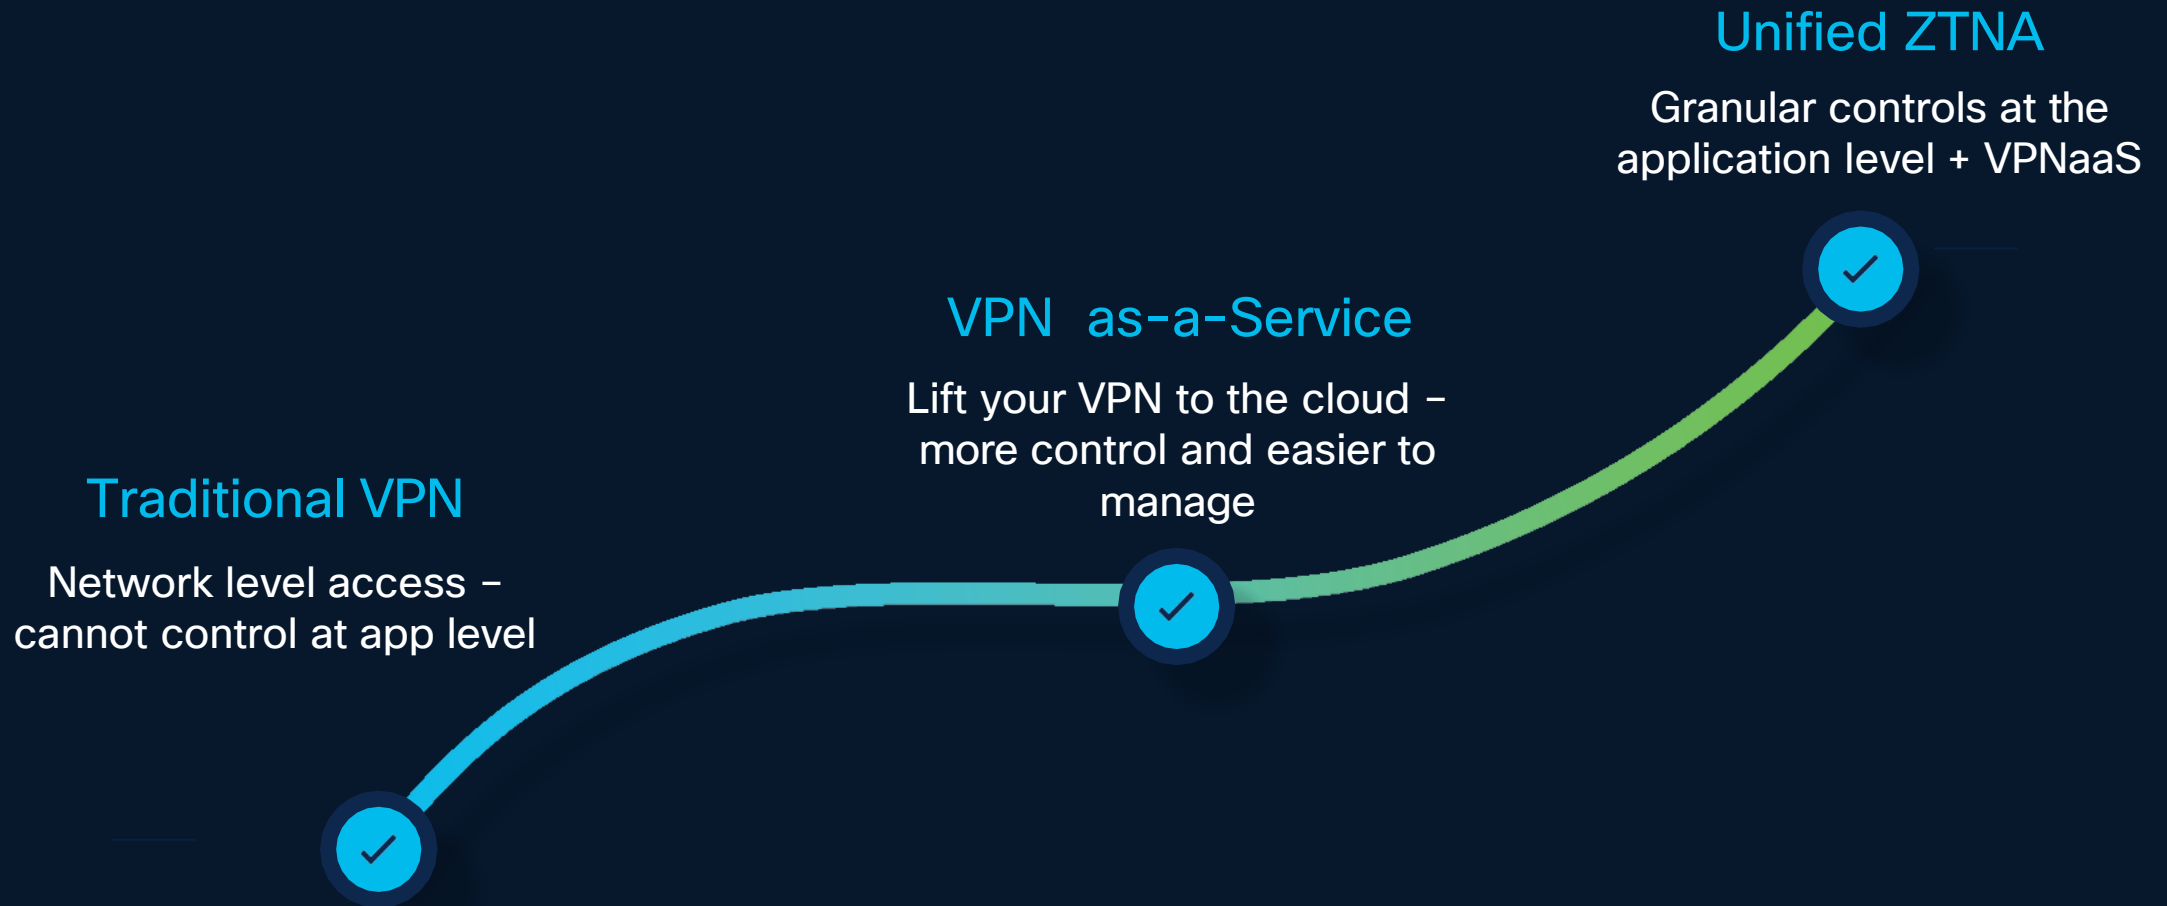 Unified ZTNA
Granular controls at the
application level + VPNaaS
VPN as-a-Service
Lift your VPN to the cloud –
more control and easier to
manage
Traditional VPN
Network level access –
cannot control at app level